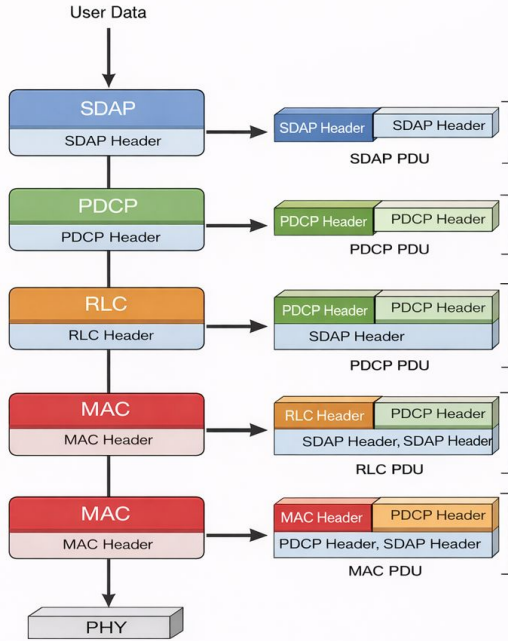 User Data
SDAP
SDAP Header
SDAP Header SDAP Header
SDAP PDU
PDCP
PDCP Header
PDCP Header PDCP Header
PDCP PDU
RLC
RLC Header
PDCP Header PDCP Header
SDAP Header
PDCP PDU
MAC
MAC Header
RLC Header PDCP Header
SDAP Header, SDAP Header
RLC PDU
MAC
MAC Header
MAC Header PDCP Header
PDCP Header, SDAP Header
MAC PDU
PHY